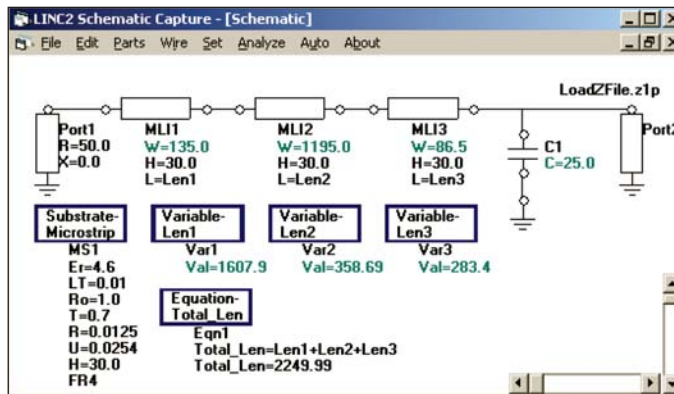 LINC2 Schematic Capture - [Schematic]
File Edit Parts Wire Set Analyze Auto About
LoadZFile.z1p
Port1
R=50.0
X=0.0
MLI1
W=135.0
H=30.0
L=Len1
MLI2
W=1195.0
H=30.0
L=Len2
MLI3
W=86.5
H=30.0
L=Len3
C1
C=25.0
Port2
Substrate-
Microstrip
MS1
Er=4.6
LT=0.01
Ro=1.0
T=0.7
R=0.0125
U=0.0254
H=30.0
FR4
Variable-
Len1
Var1
Val=1607.9
Variable-
Len2
Var2
Val=358.69
Variable-
Len3
Var3
Val=283.4
Equation-
Total_Len
Eqn1
Total_Len=Len1+Len2+Len3
Total_Len=2249.99